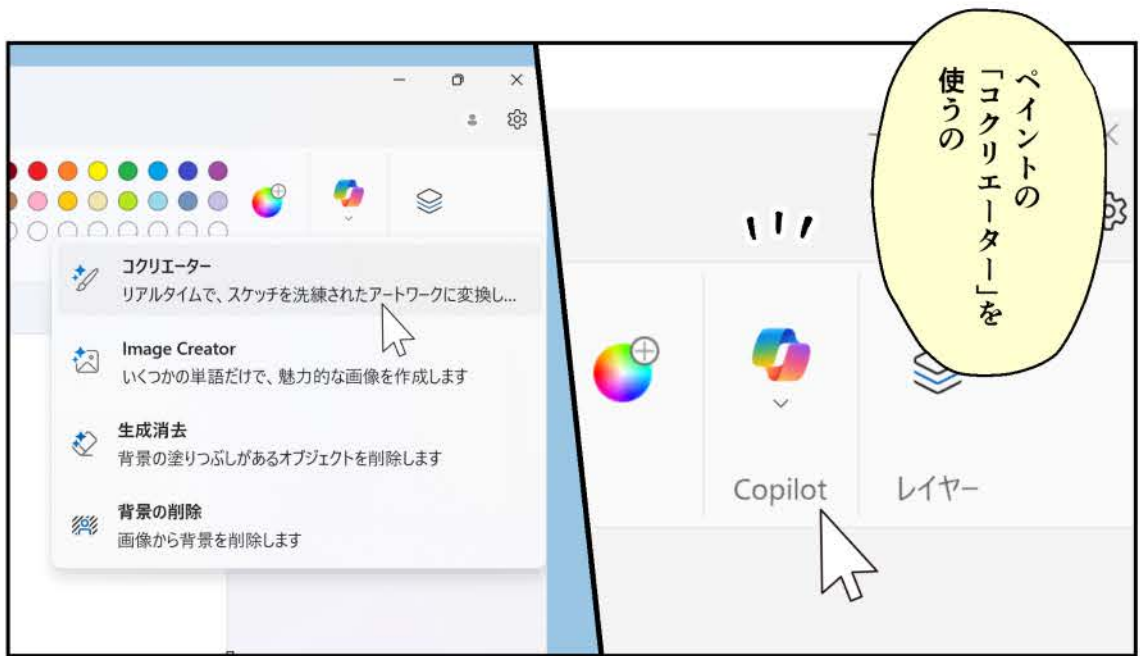 ペイントの
「コクリエーター」を
使うの
Copilot
レイヤー
コクリエーター
リアルタイムで、スケッチを洗練されたアートワークに変換し...
Image Creator
いくつかの単語だけで、魅力的な画像を作成します
生成消去
背景の塗りつぶしがあるオブジェクトを削除します
背景の削除
画像から背景を削除します